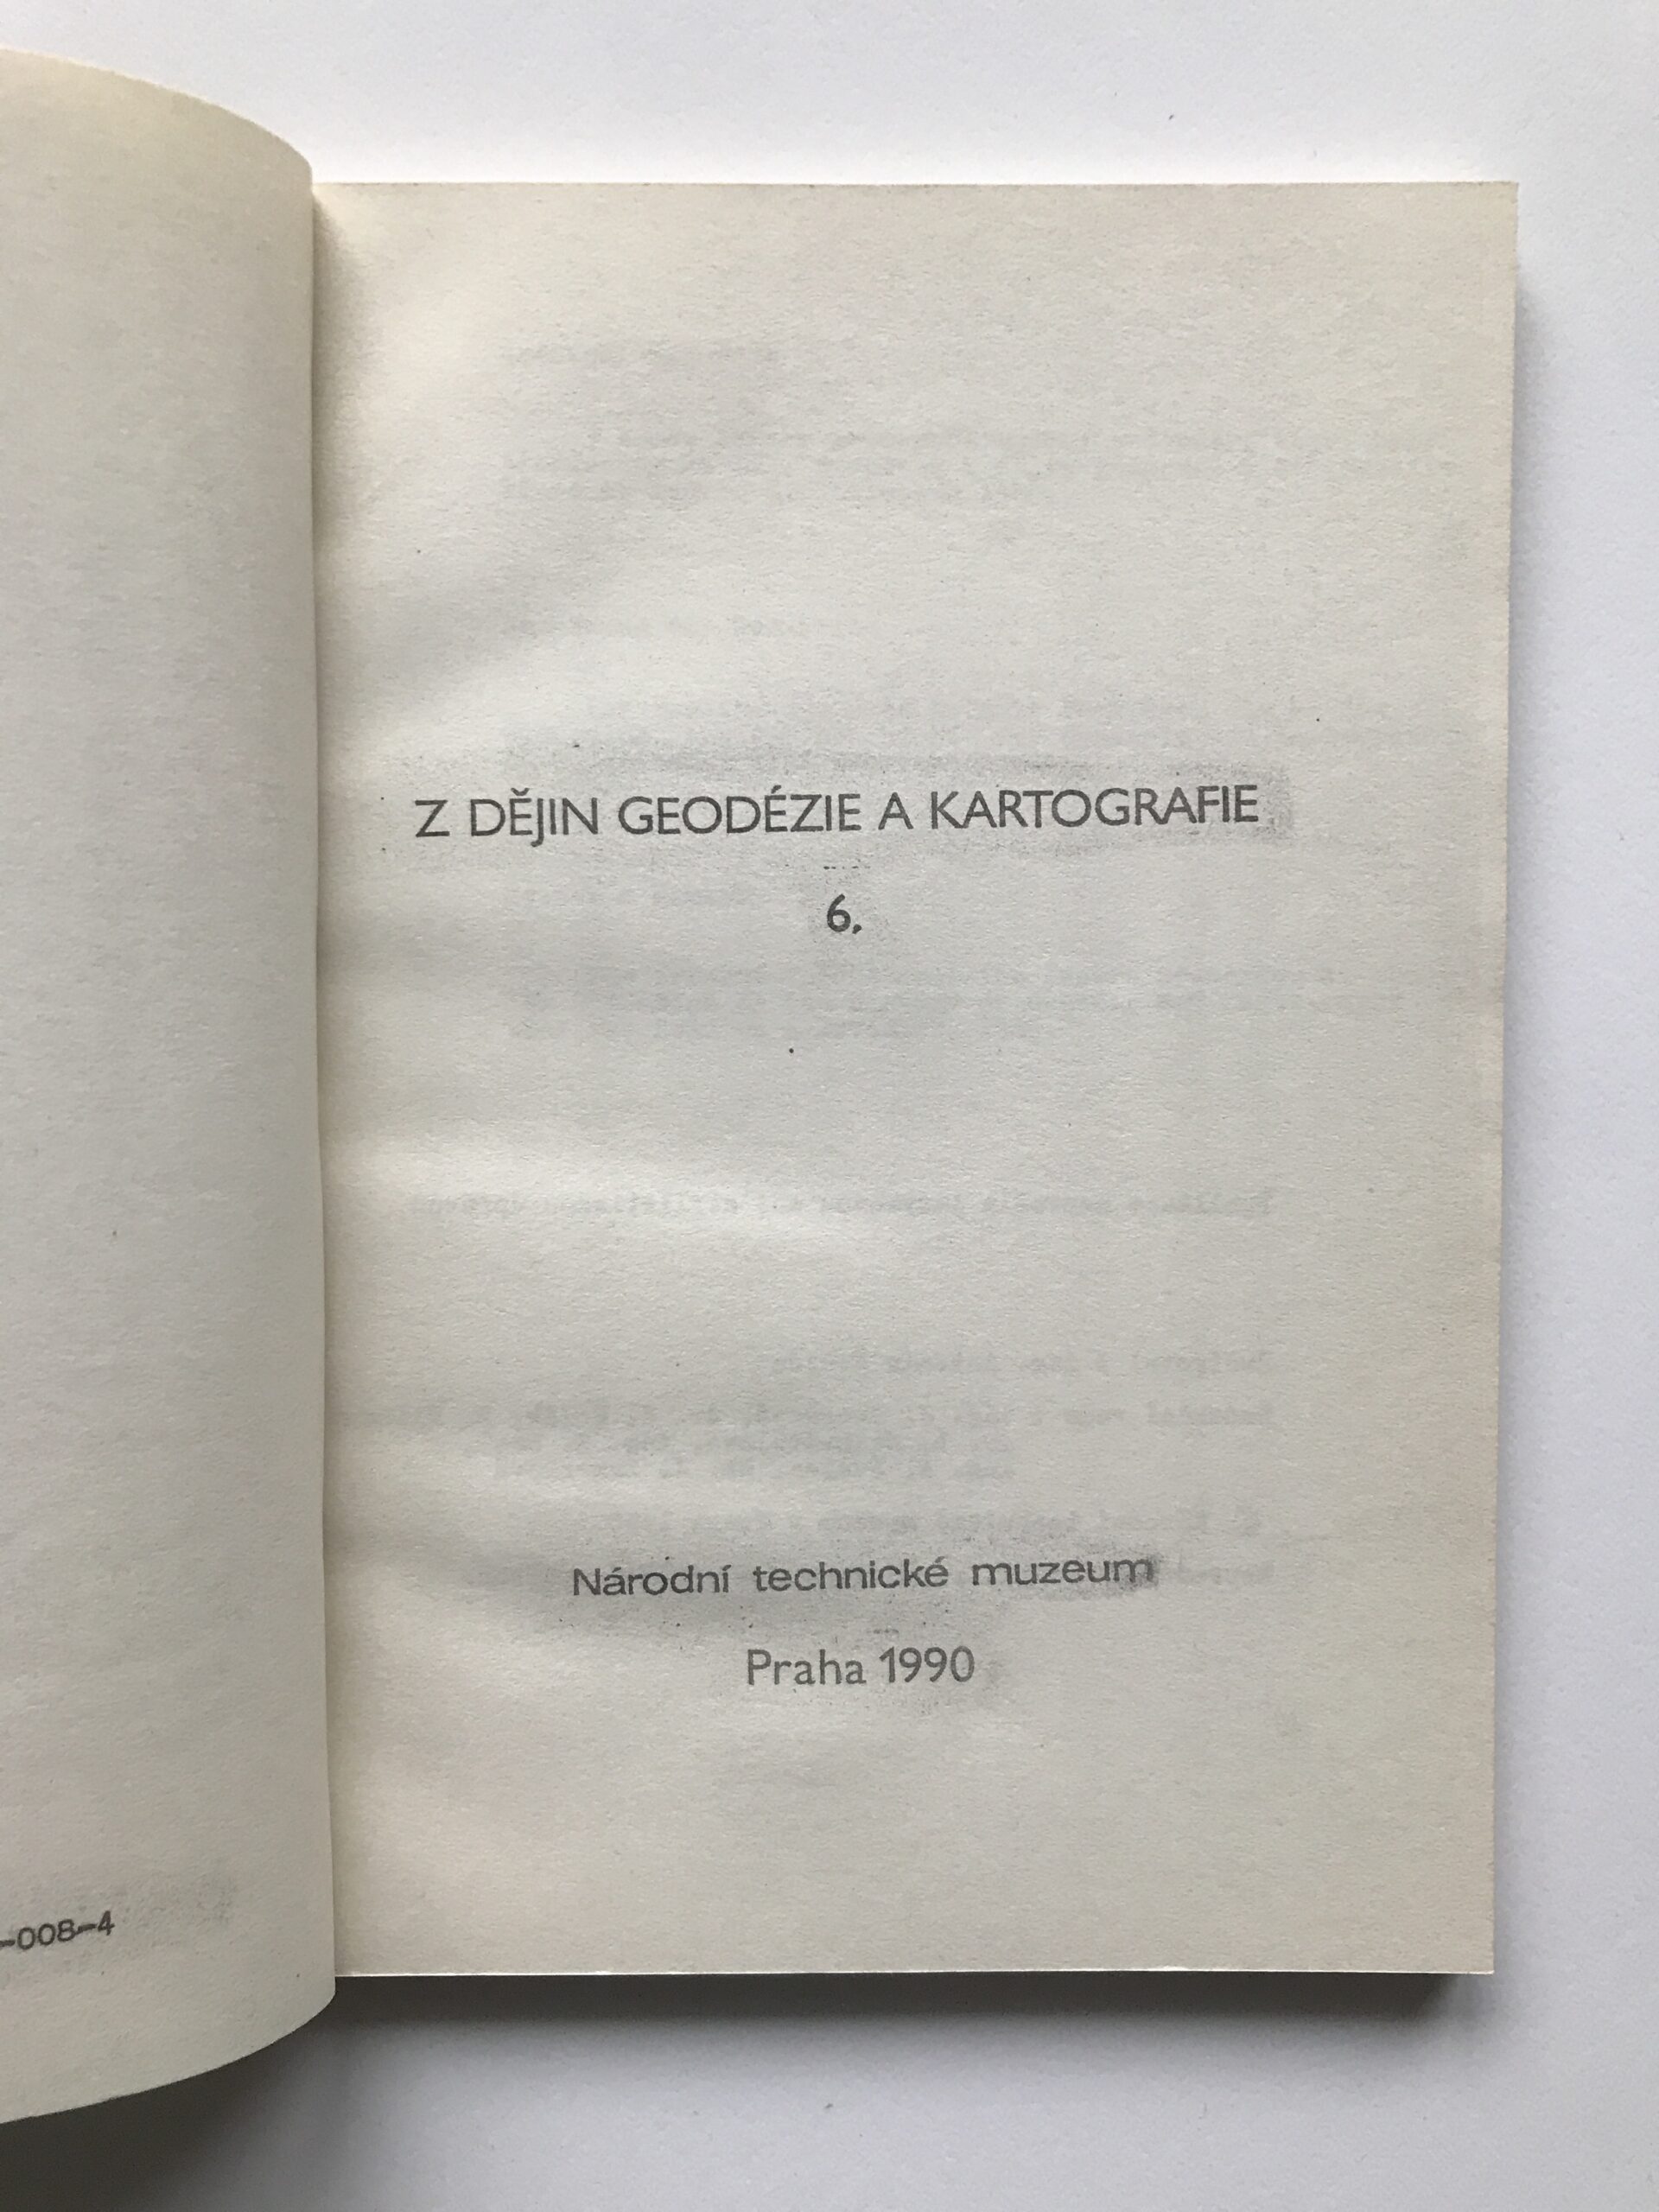 Z DĚJIN GEODÉZIE A KARTOGRAFIE
6.
Národní technické muzeum
Praha 1990
-008-4